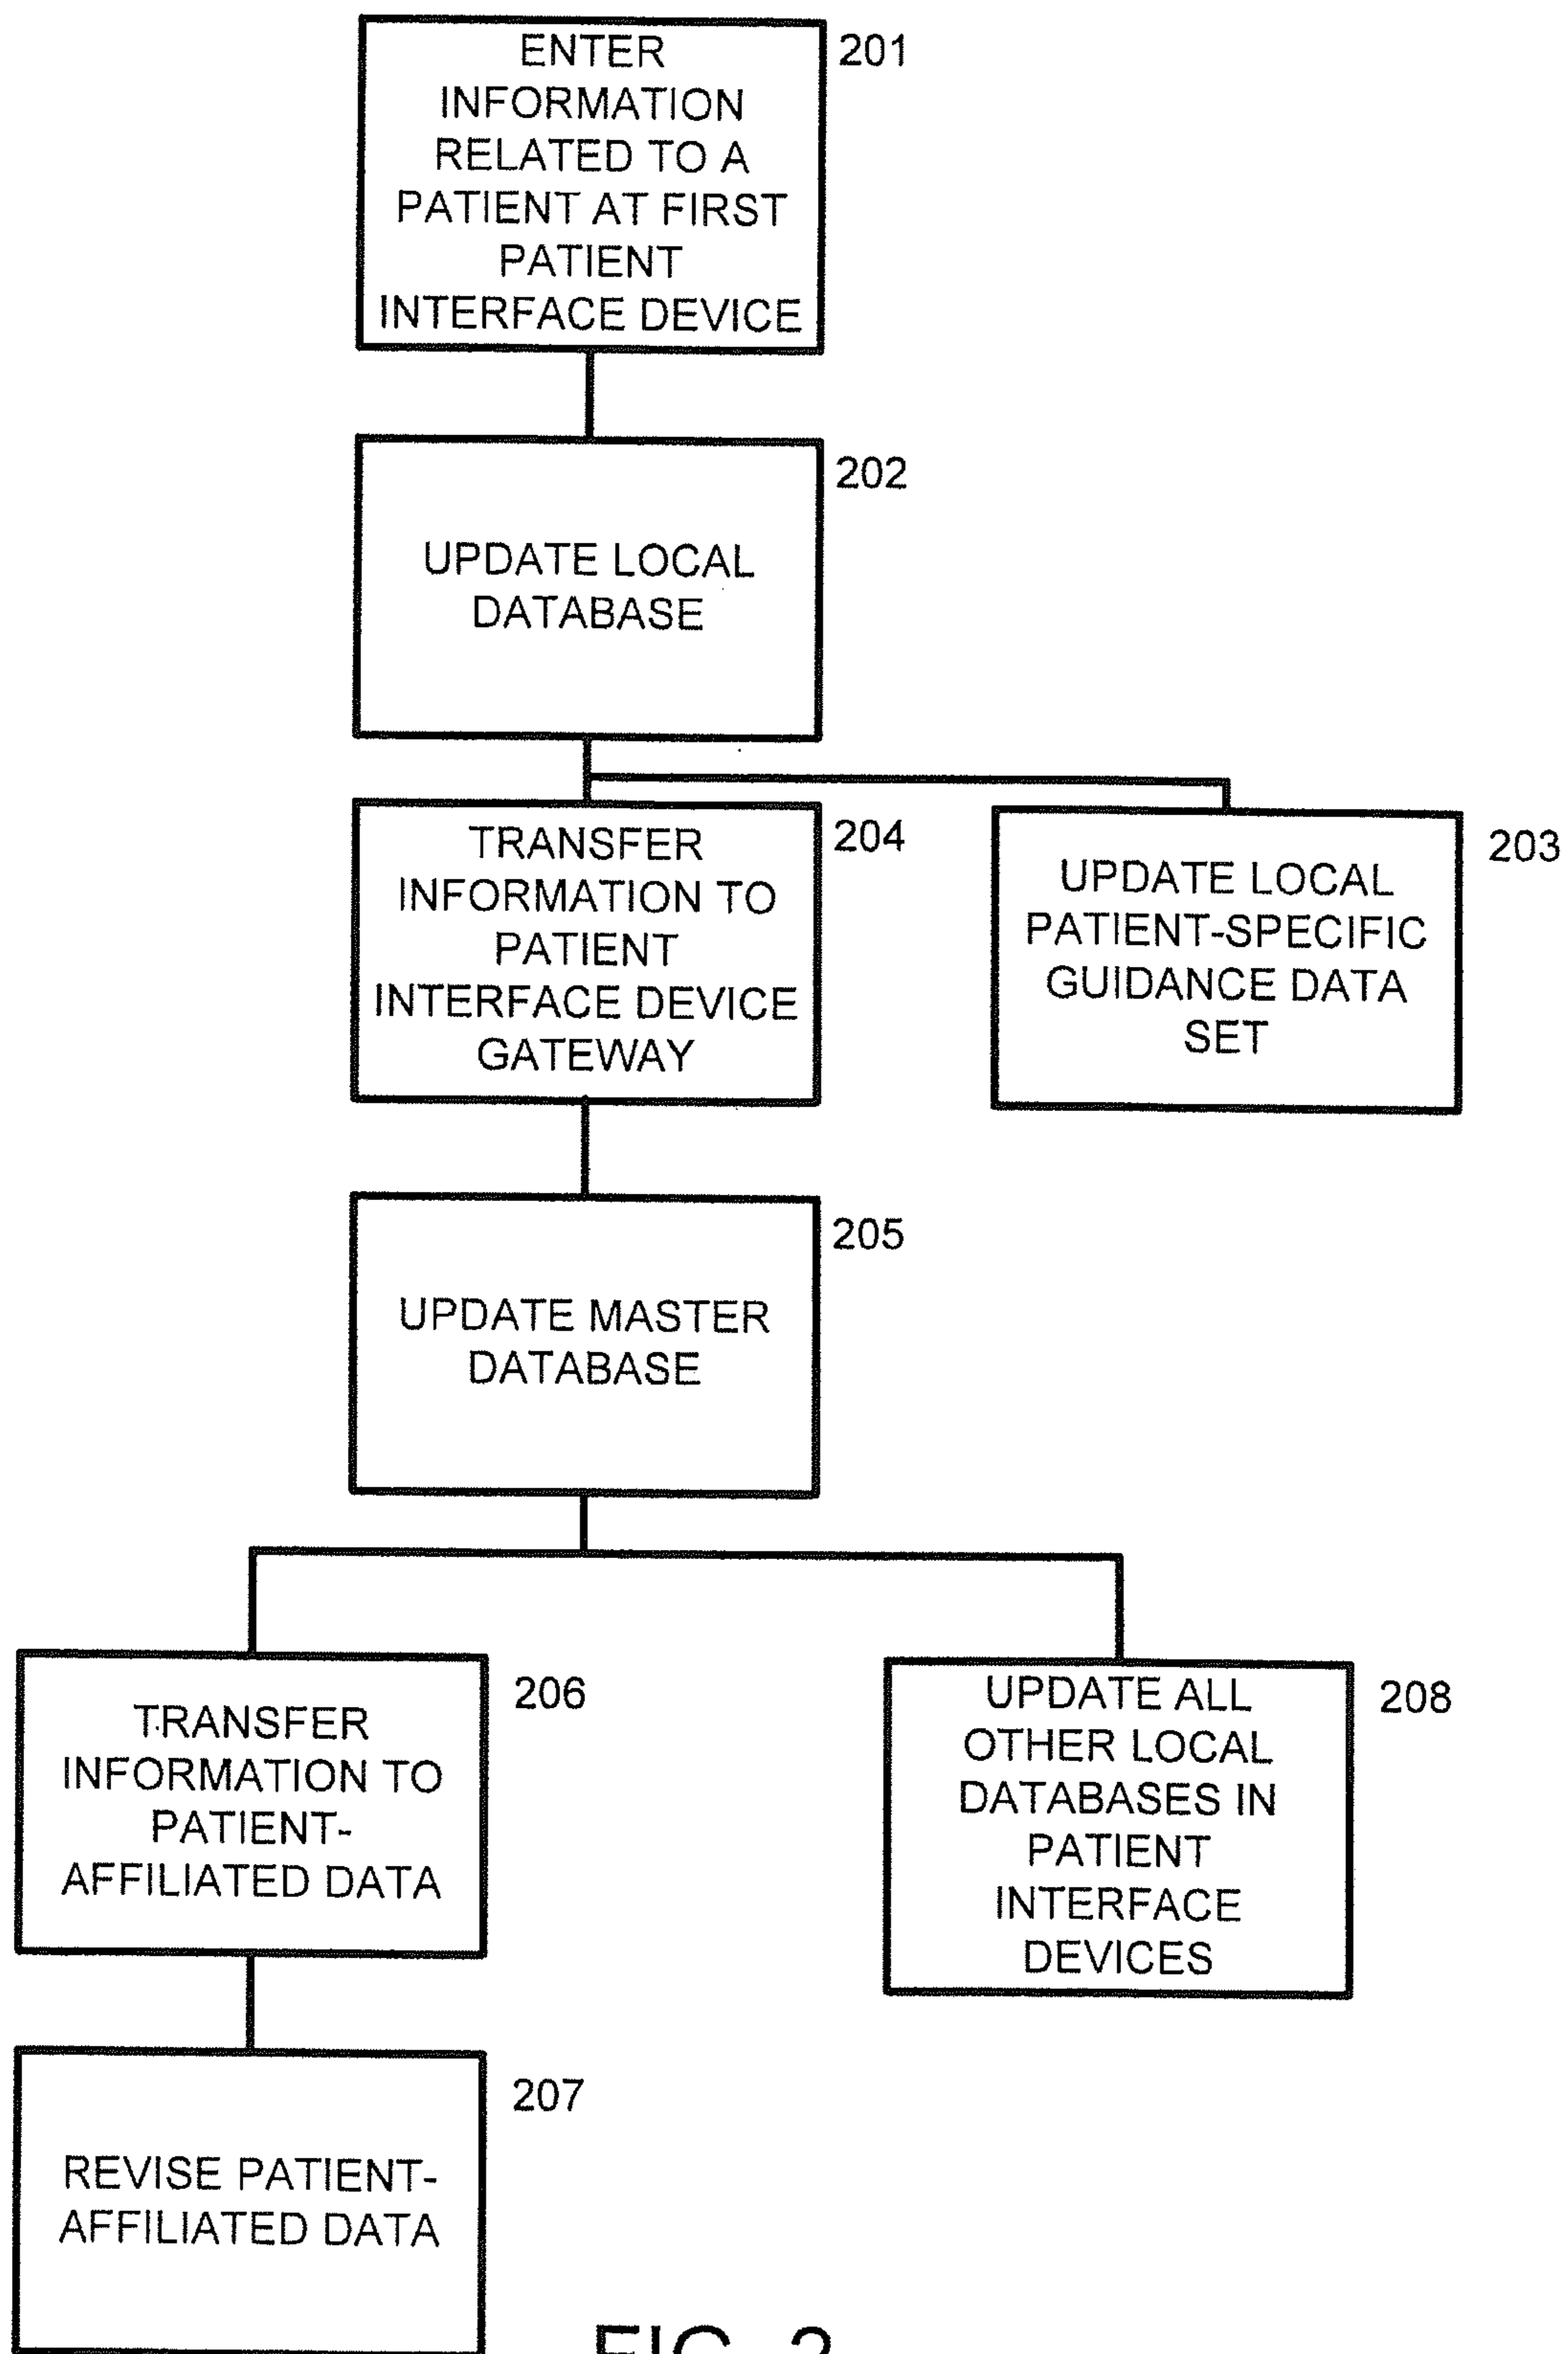 ENTER
INFORMATION
RELATED TO A
PATIENT AT FIRST
PATIENT
INTERFACE DEVICE
201
UPDATE LOCAL
DATABASE
202
TRANSFER
INFORMATION TO
PATIENT
INTERFACE DEVICE
GATEWAY
204
UPDATE LOCAL
PATIENT-SPECIFIC
GUIDANCE DATA
SET
203
UPDATE MASTER
DATABASE
205
TRANSFER
INFORMATION TO
PATIENT-
AFFILIATED DATA
206
UPDATE ALL
OTHER LOCAL
DATABASES IN
PATIENT
INTERFACE
DEVICES
208
REVISE PATIENT-
AFFILIATED DATA
207
FIG. 2